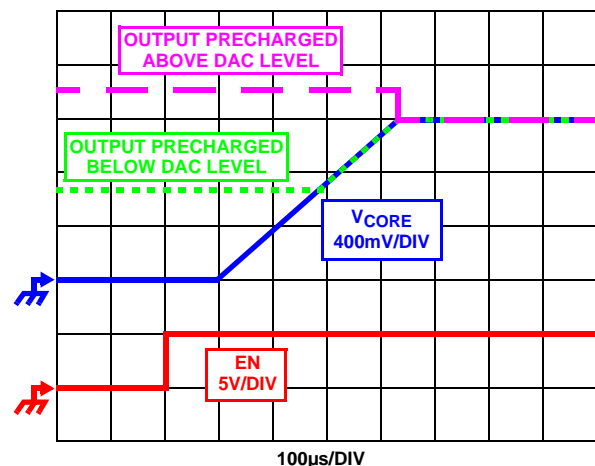 OUTPUT PRECHARGED
ABOVE DAC LEVEL
OUTPUT PRECHARGED
BELOW DAC LEVEL
VCORE
400mV/DIV
EN
5V/DIV
100µs/DIV